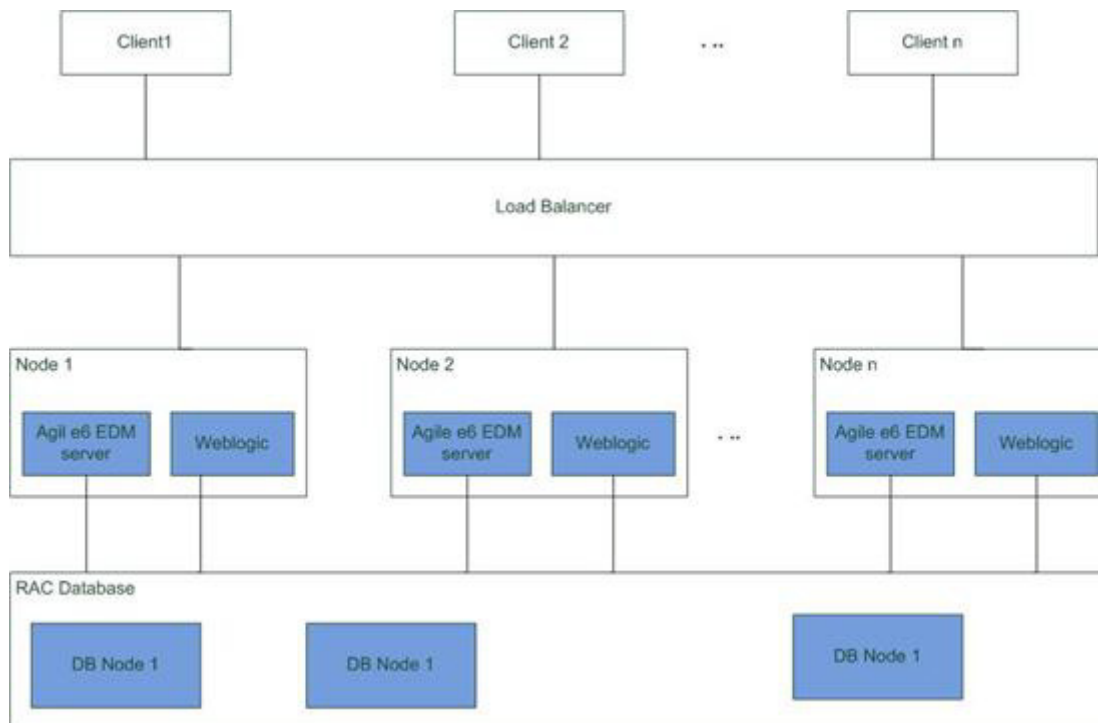 Client1
Client 2
. ..
Client n
Load Balancer
Node 1
Node 2
Node n
Agil e6 EDM
server
Weblogic
Agile e6 EDM
server
Weblogic
. ..
Agile e6 EDM
server
Weblogic
RAC Database
DB Node 1
DB Node 1
DB Node 1